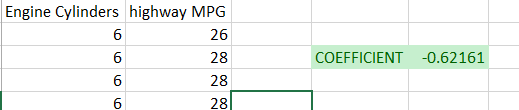 Engine Cylinders highway MPG
6 26
6 28 COEFFICIENT -0.62161
6 28
6 28